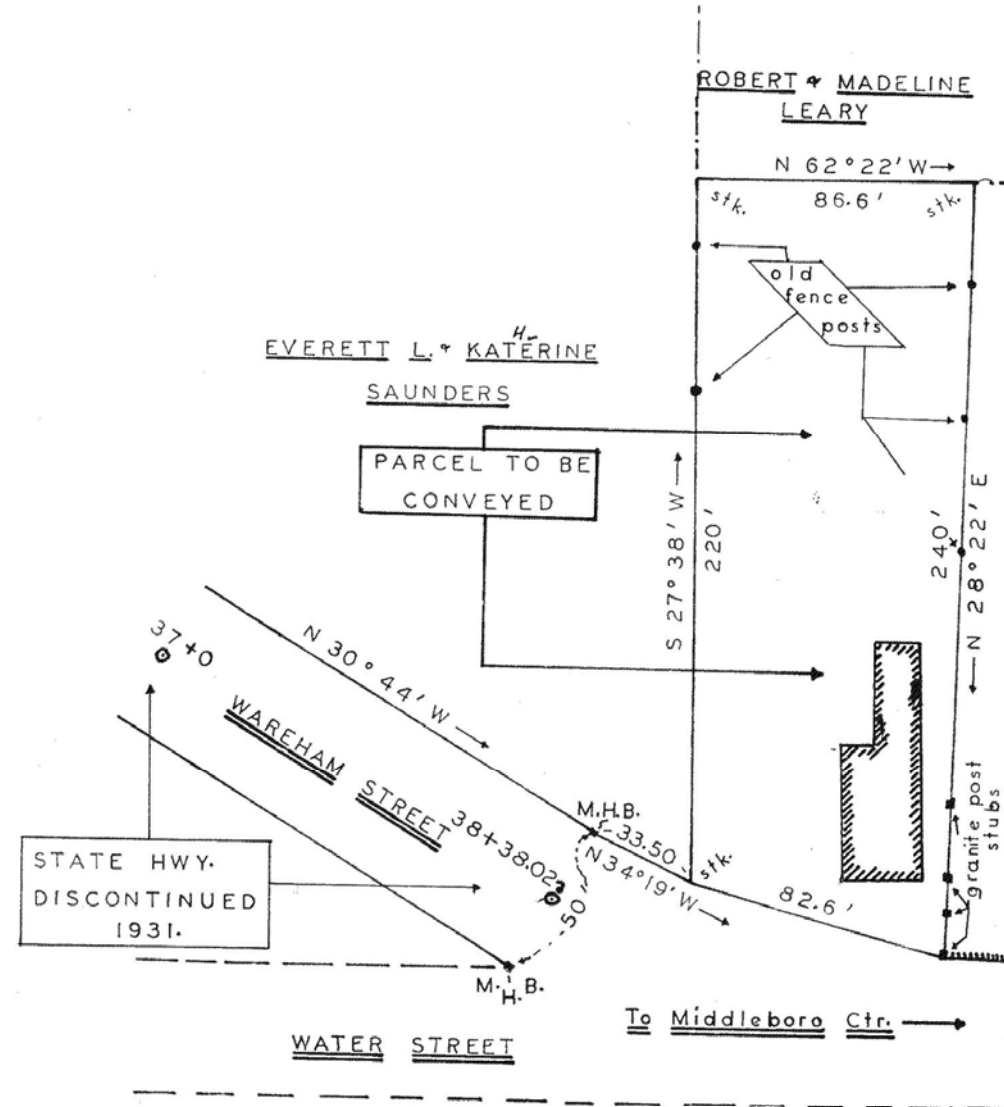 ROBERT & MADELINE
LEARY
N 62°22' W
stk.
86.6'
stk.
old
fence
posts
H
EVERETT L. & KATERINE
SAUNDERS
PARCEL TO BE
CONVEYED
S 27°38' W
220'
240'
N 28°22' E
37+0
N 30° 44' W
WAREHAM
STREET
38+38.02
M.H.B.
33.50
N 34°19' W
stk.
82.6'
granite post
stubs
STATE HWY.
DISCONTINUED
1931.
50'
M.H.B.
To Middleboro Ctr.
WATER STREET